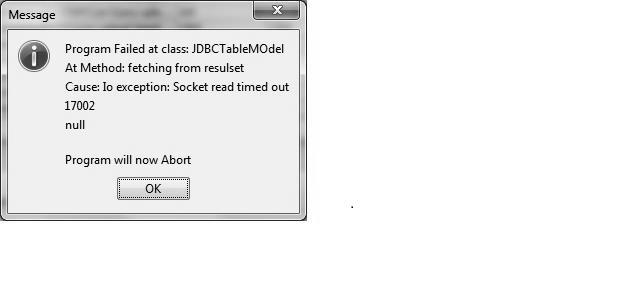 Message
Program Failed at class: JDBCTableMOdel
At Method: fetching from resulset
Cause: Io exception: Socket read timed out
17002
null
Program will now Abort
OK
.